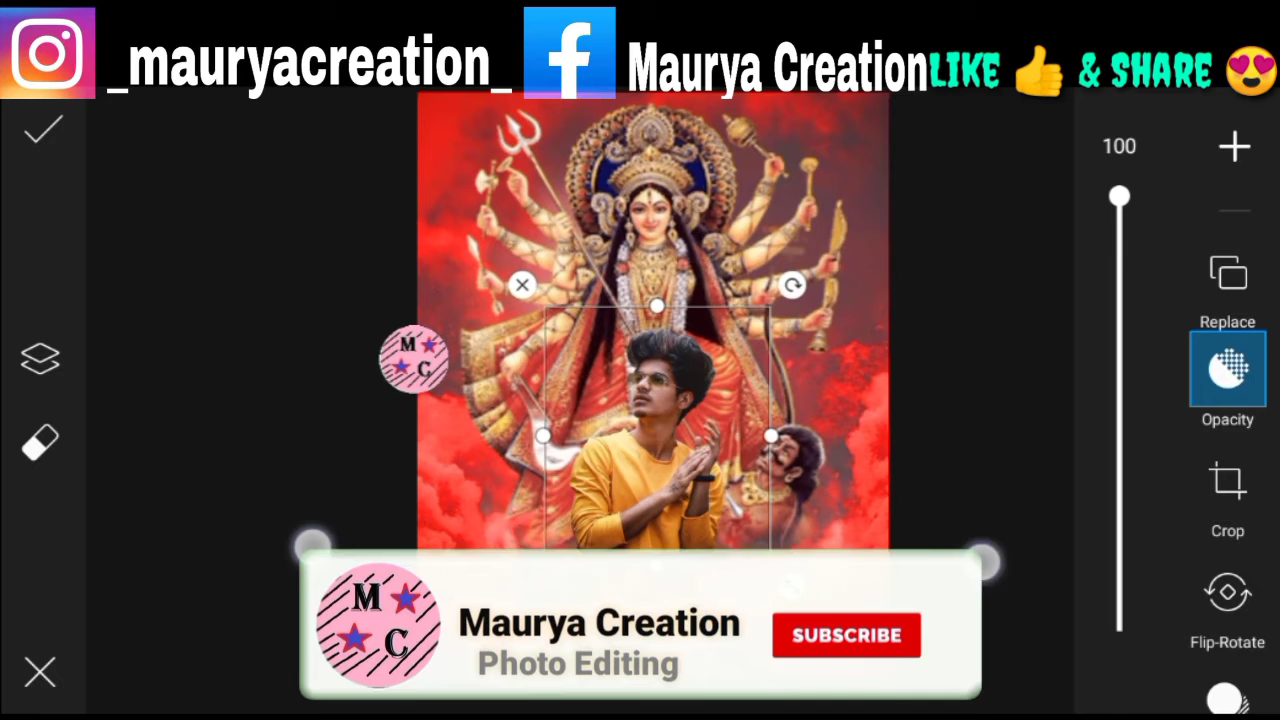 _mauryacreation_
Maurya Creation
LIKE 👍 & SHARE 😍
100
Replace
Opacity
Crop
Flip-Rotate
M
C
M
C
Maurya Creation
Photo Editing
SUBSCRIBE